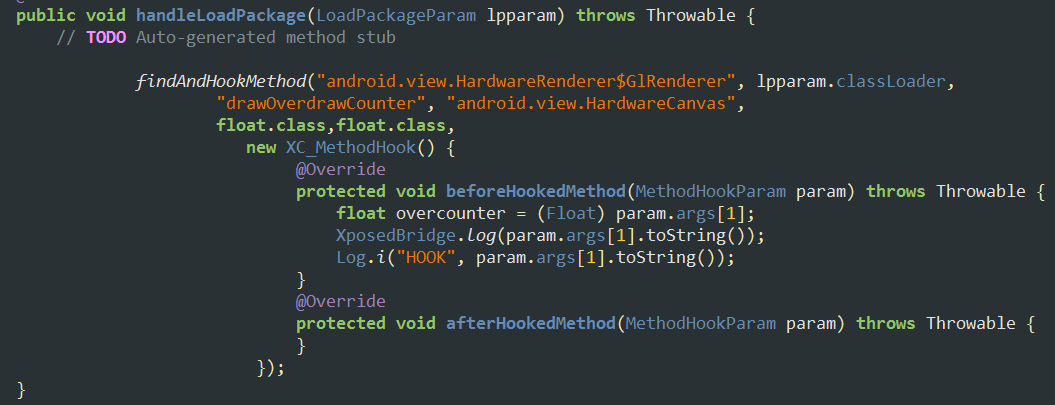 @
public void handleLoadPackage(LoadPackageParam lpparam) throws Throwable {
// TODO Auto-generated method stub
findAndHookMethod("android.view.HardwareRenderer$GlRenderer", lpparam.classLoader,
"drawOverdrawCounter", "android.view.HardwareCanvas",
float.class,float.class,
new XC_MethodHook() {
@Override
protected void beforeHookedMethod(MethodHookParam param) throws Throwable {
float overcounter = (Float) param.args[1];
XposedBridge.log(param.args[1].toString());
Log.i("HOOK", param.args[1].toString());
}
@Override
protected void afterHookedMethod(MethodHookParam param) throws Throwable {
}
});
}